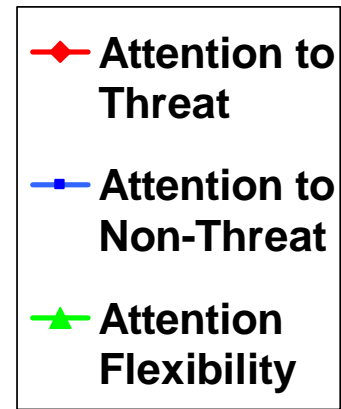 Attention to
Threat
Attention to
Non-Threat
Attention
Flexibility